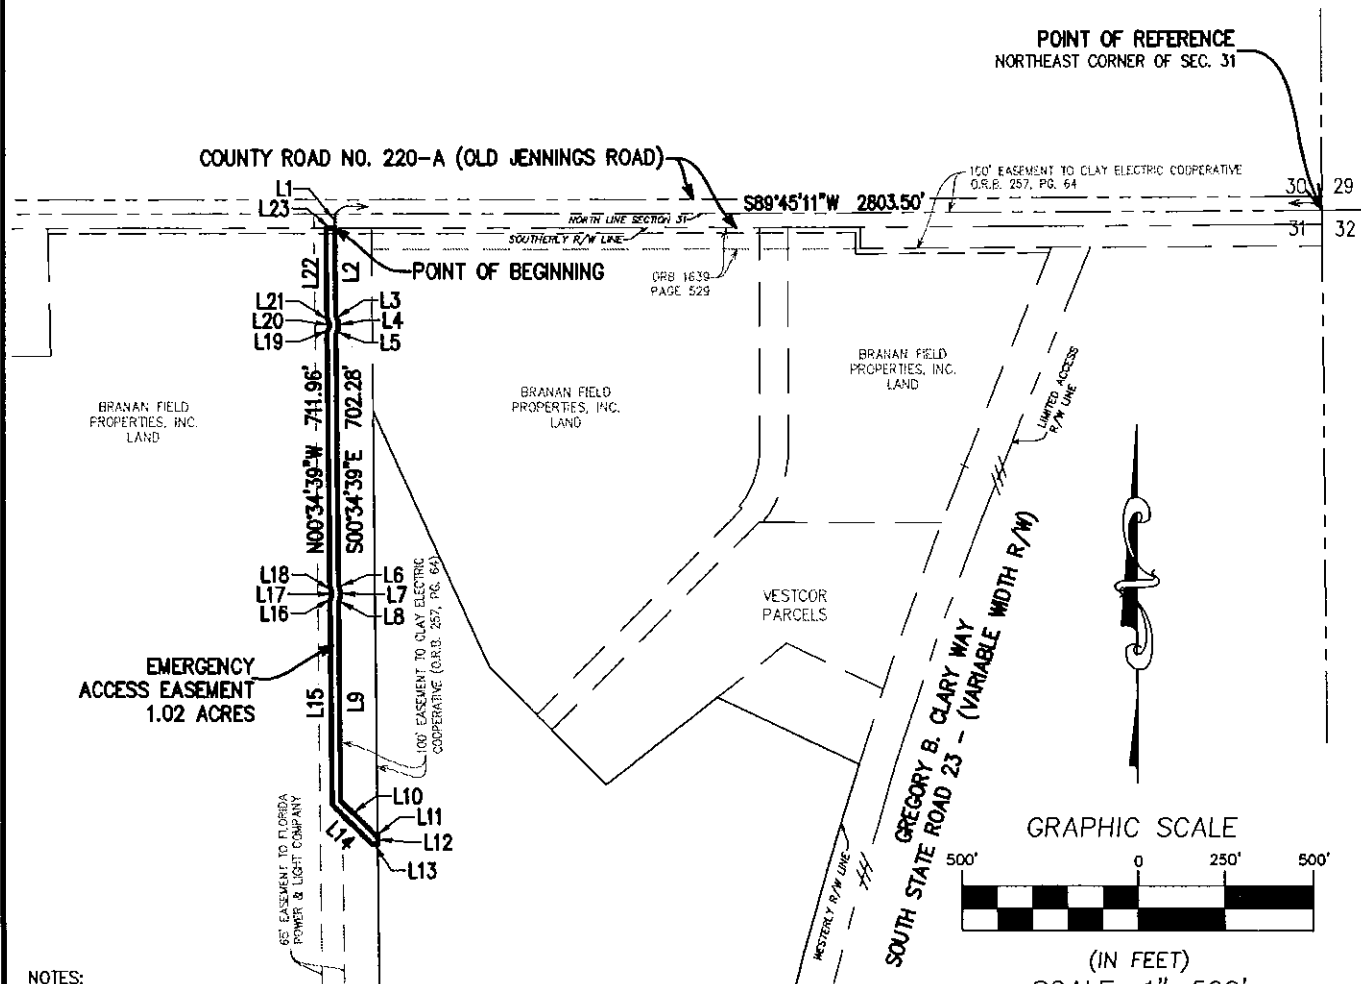 POINT OF REFERENCE
NORTHEAST CORNER OF SEC. 31
COUNTY ROAD NO. 220-A (OLD JENNINGS ROAD)
100' EASEMENT TO CLAY ELECTRIC COOPERATIVE
O.R.B. 257, PG. 64
30
29
L1
L23
S89°45'11"W 2803.50'
NORTH LINE SECTION 31
SOUTHERLY R/W LINE
31
32
POINT OF BEGINNING
L22
L2
ORB 1639
PAGE 529
L21
L20
L19
L3
L4
L5
BRANAN FIELD
PROPERTIES, INC.
LAND
BRANAN FIELD
PROPERTIES, INC.
LAND
BRANAN FIELD
PROPERTIES, INC.
LAND
LIMITED ACCESS
R/W LINE
N00°34'39"W 711.96'
S00°34'39"E 702.28'
L18
L17
L16
L6
L7
L8
VESTCOR
PARCELS
EMERGENCY
ACCESS EASEMENT
1.02 ACRES
L15
L9
100' EASEMENT TO CLAY ELECTRIC
COOPERATIVE (O.R.B. 257, PG. 64)
GREGORY B. CLARY WAY
SOUTH STATE ROAD 23 - (VARIABLE WIDTH R/W)
WESTERLY R/W LINE
L10
L11
L12
L13
L14
65' EASEMENT TO FLORIDA
POWER & LIGHT COMPANY
GRAPHIC SCALE
500' 0 250' 500'
(IN FEET)
SCALE 1" 500'
NOTES: